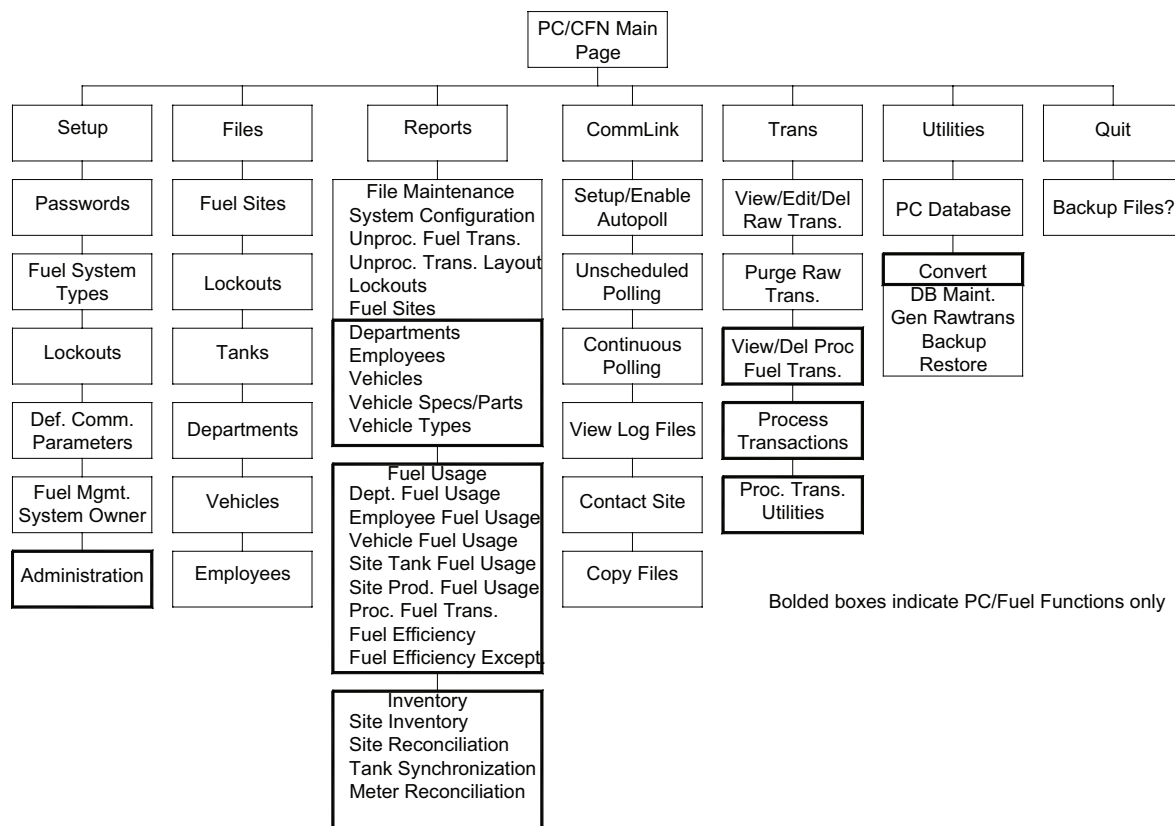 PC/CFN Main
Page
Setup
Files
Reports
CommLink
Trans
Utilities
Quit
Passwords
Fuel System
Types
Lockouts
Def. Comm.
Parameters
Fuel Mgmt.
System Owner
Administration
Fuel Sites
Lockouts
Tanks
Departments
Vehicles
Employees
File Maintenance
System Configuration
Unproc. Fuel Trans.
Unproc. Trans. Layout
Lockouts
Fuel Sites
Departments
Employees
Vehicles
Vehicle Specs/Parts
Vehicle Types
Fuel Usage
Dept. Fuel Usage
Employee Fuel Usage
Vehicle Fuel Usage
Site Tank Fuel Usage
Site Prod. Fuel Usage
Proc. Fuel Trans.
Fuel Efficiency
Fuel Efficiency Except.
Inventory
Site Inventory
Site Reconciliation
Tank Synchronization
Meter Reconciliation
Setup/Enable
Autopoll
Unscheduled
Polling
Continuous
Polling
View Log Files
Contact Site
Copy Files
View/Edit/Del
Raw Trans.
Purge Raw
Trans.
View/Del Proc
Fuel Trans.
Process
Transactions
Proc. Trans.
Utilities
PC Database
Convert
DB Maint.
Gen Rawtrans
Backup
Restore
Backup Files?
Bolded boxes indicate PC/Fuel Functions only